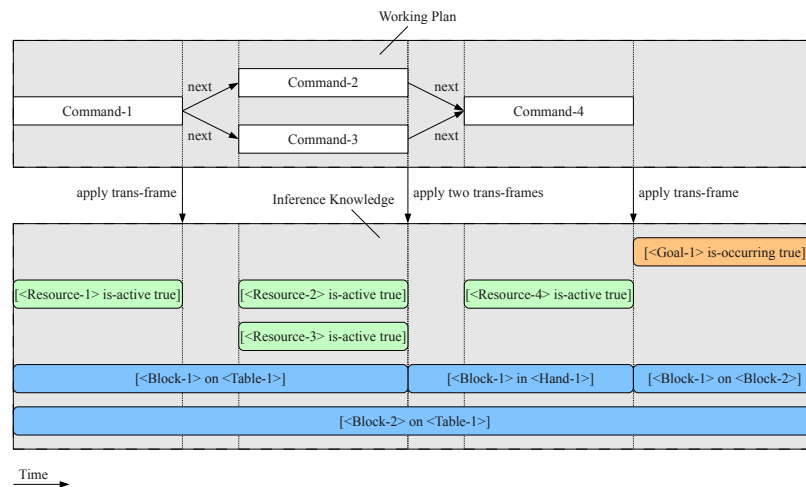 Working Plan
next
Command-2
next
Command-1
Command-4
next
Command-3
next
apply trans-frame
apply two trans-frames
apply trans-frame
Inference Knowledge
[<Goal-1> is-occurring true]
[<Resource-1> is-active true]
[<Resource-2> is-active true]
[<Resource-4> is-active true]
[<Resource-3> is-active true]
[<Block-1> on <Table-1>]
[<Block-1> in <Hand-1>]
[<Block-1> on <Block-2>]
[<Block-2> on <Table-1>]
Time